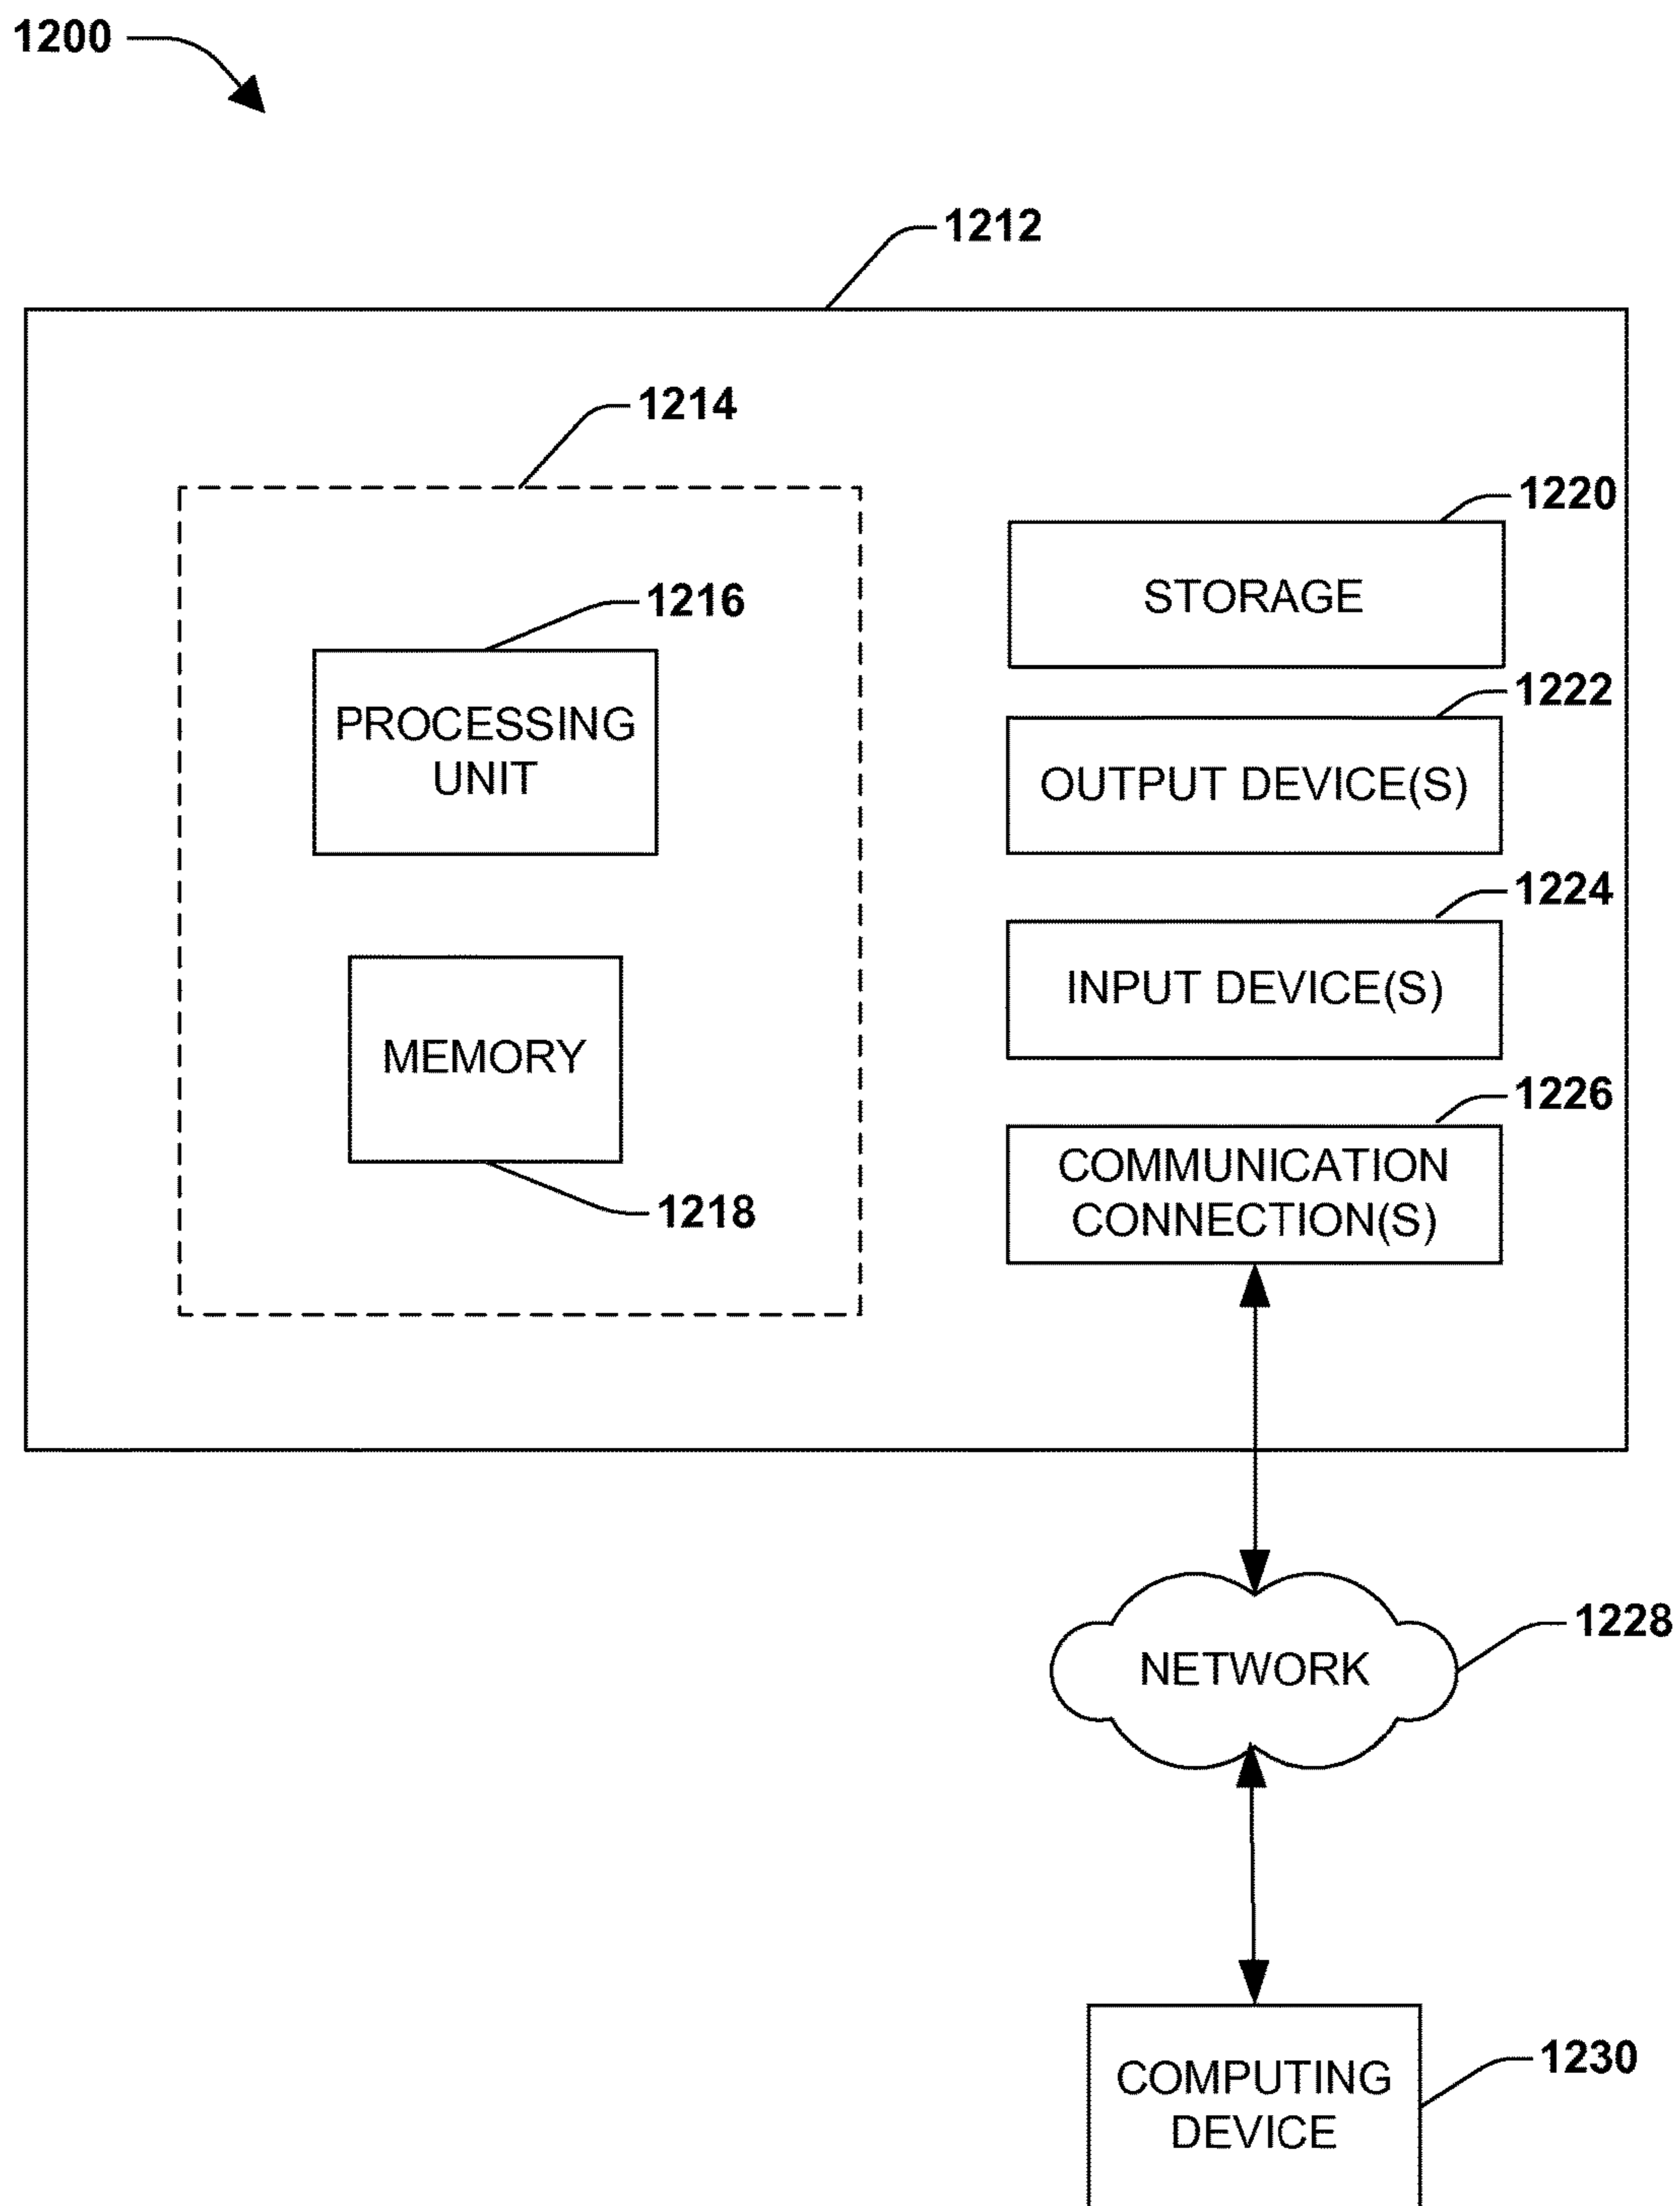 1200
1212
1214
1220
STORAGE
1216
PROCESSING
UNIT
1222
OUTPUT DEVICE(S)
1224
INPUT DEVICE(S)
MEMORY
1218
1226
COMMUNICATION
CONNECTION(S)
1228
NETWORK
1230
COMPUTING
DEVICE